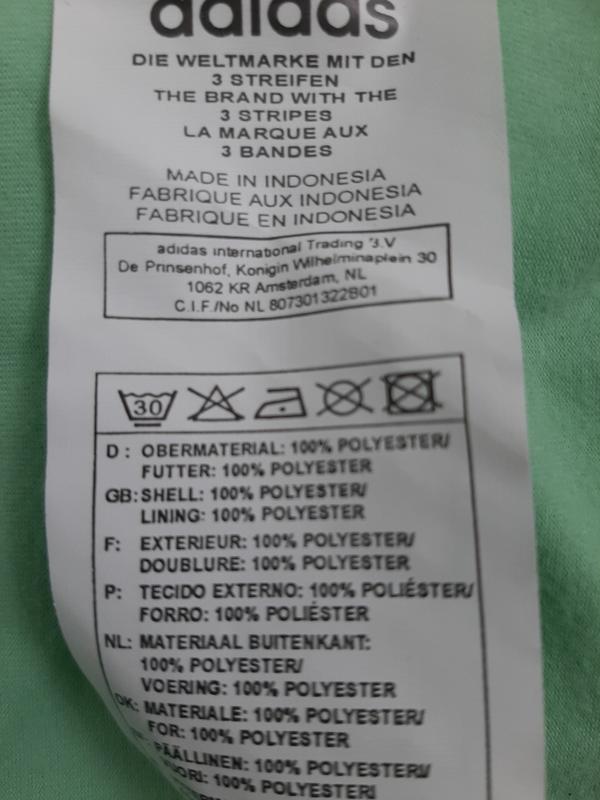 adidas
DIE WELTMARKE MIT DEN
3 STREIFEN
THE BRAND WITH THE
3 STRIPES
LA MARQUE AUX
3 BANDES
MADE IN INDONESIA
FABRIQUE AUX INDONESIA
FABRIQUE EN INDONESIA
adidas international Trading B.V
De Prinsenhof, Konigin Wilhelminaplein 30
1062 KR Amsterdam, NL
C.I.F./No NL 807301322B01
30
D: OBERMATERIAL: 100% POLYESTER/
FUTTER: 100% POLYESTER
GB: SHELL: 100% POLYESTER/
LINING: 100% POLYESTER
F: EXTERIEUR: 100% POLYESTER/
DOUBLURE: 100% POLYESTER
P: TECIDO EXTERNO: 100% POLIÉSTER/
FORRO: 100% POLIÉSTER
NL: MATERIAAL BUITENKANT:
100% POLYESTER/
VOERING: 100% POLYESTER
DK: MATERIALE: 100% POLYESTER/
FOR: 100% POLYESTER
PÄÄLLINEN: 100% POLYESTER/
VUORI: 100% POLYESTERI